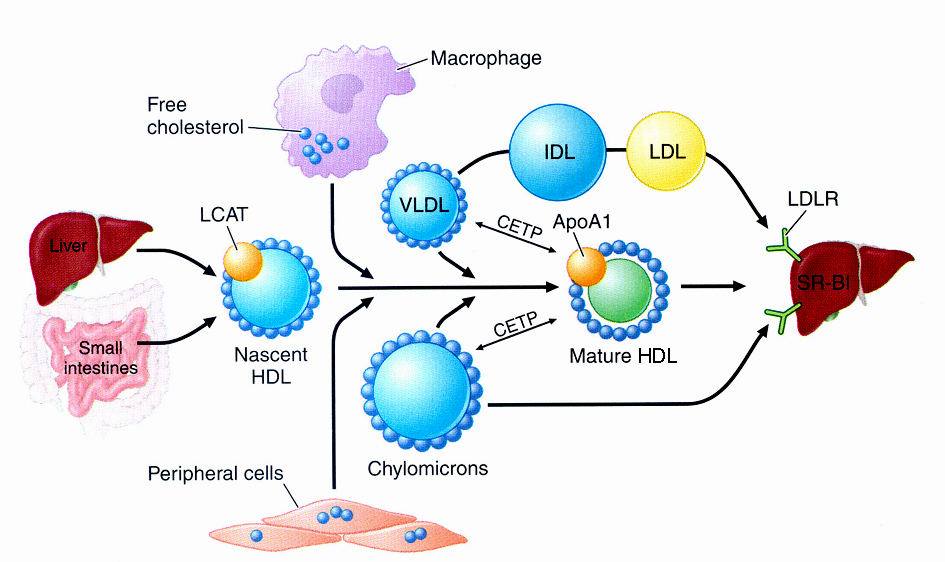 Macrophage
Free
cholesterol
IDL
LDL
VLDL
LDLR
LCAT
CETP
ApoA1
Liver
SR-BI
CETP
Small
intestines
Nascent
HDL
Mature HDL
Chylomicrons
Peripheral cells